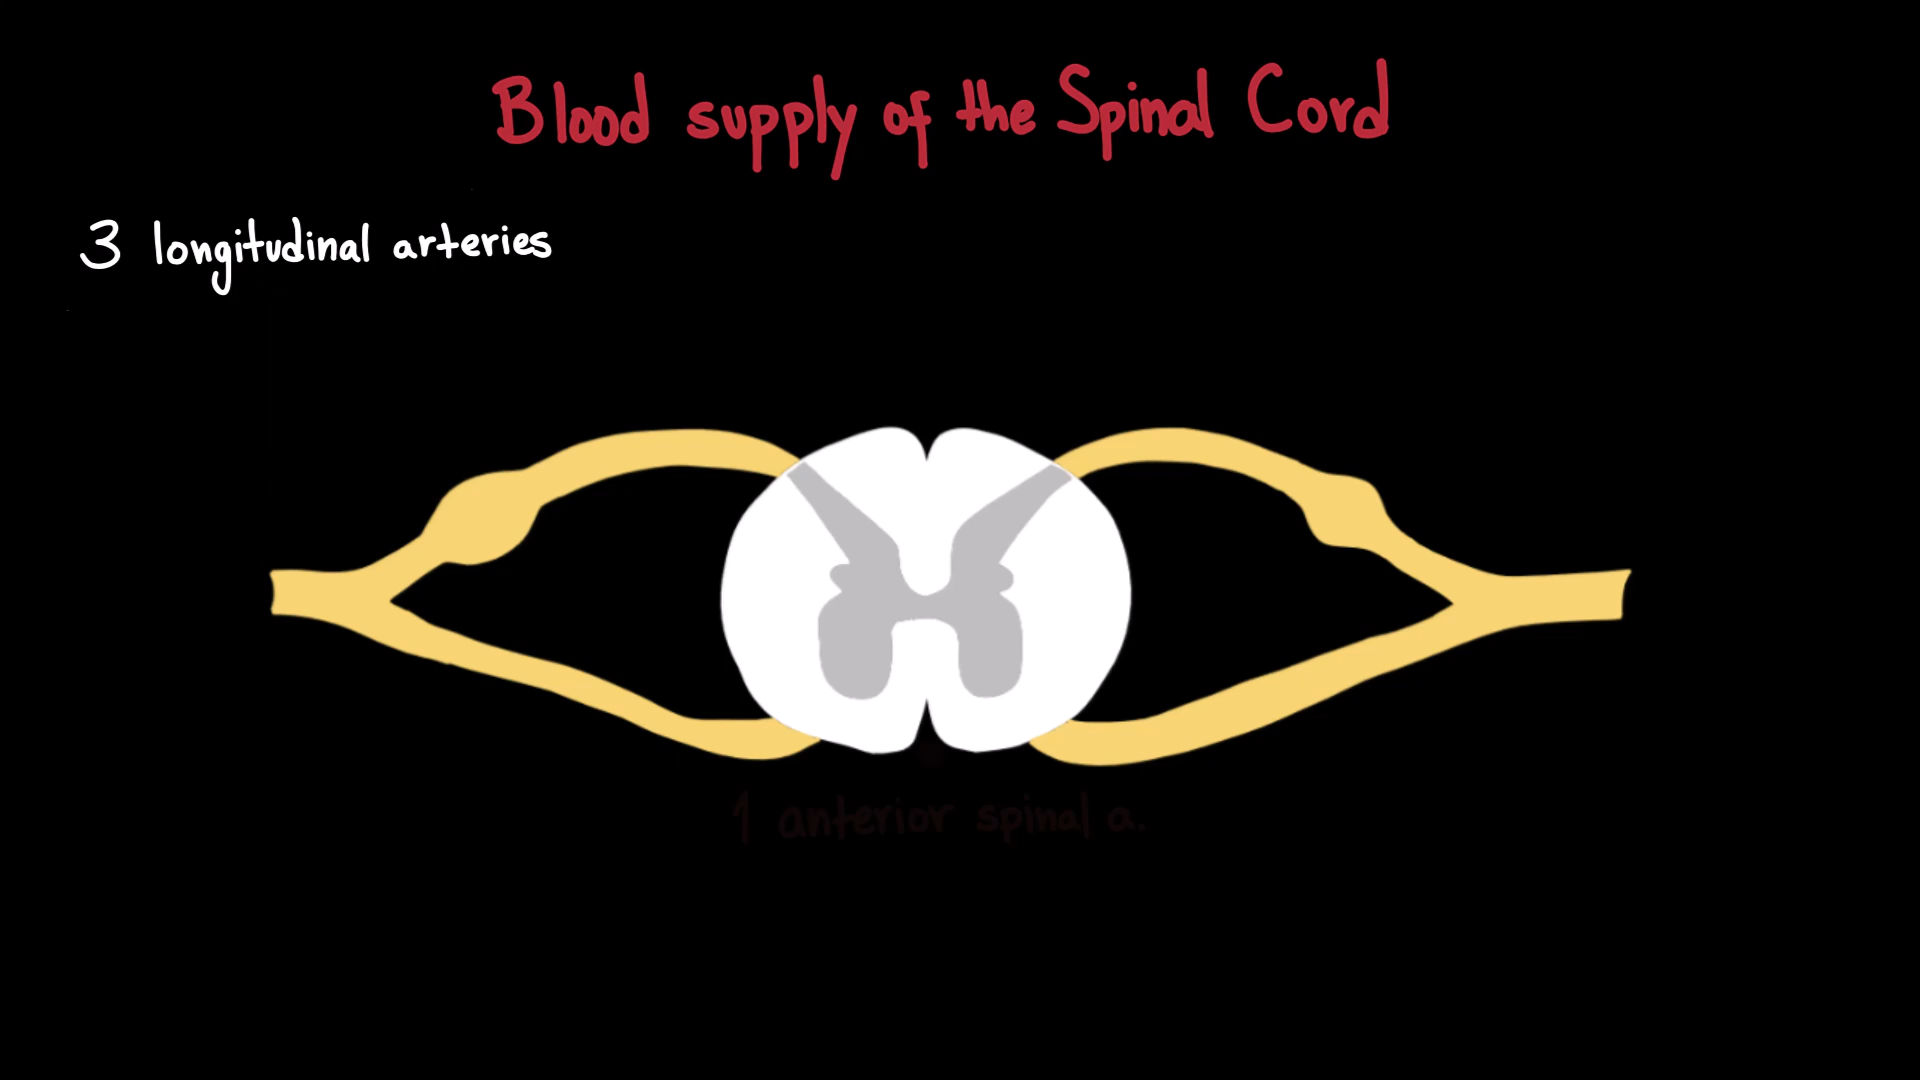 Blood supply of the Spinal Cord
3 longitudinal arteries
1 anterior spinal a.